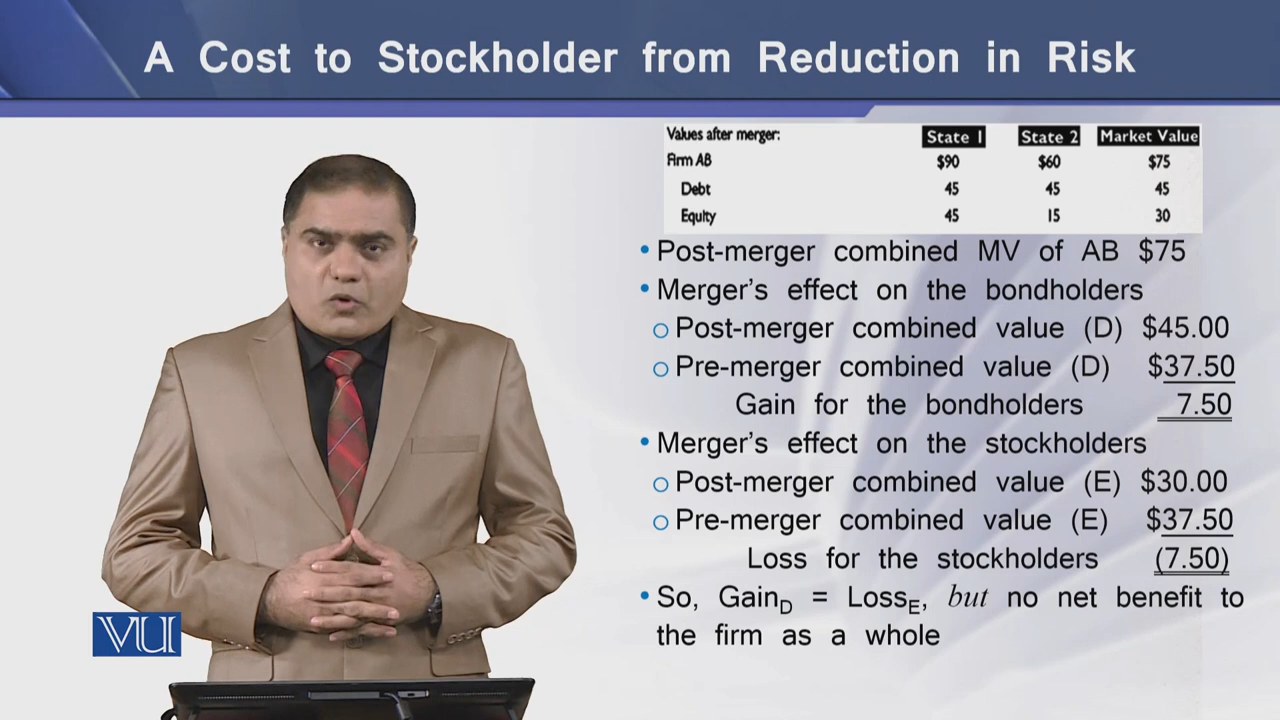 A Cost to Stockholder from Reduction in Risk
Values after merger: State 1 State 2 Market Value
Firm AB $90 $60 $75
Debt 45 45 45
Equity 45 15 30
• Post-merger combined MV of AB $75
• Merger's effect on the bondholders
o Post-merger combined value (D) $45.00
o Pre-merger combined value (D) $37.50
Gain for the bondholders 7.50
• Merger's effect on the stockholders
o Post-merger combined value (E) $30.00
o Pre-merger combined value (E) $37.50
Loss for the stockholders (7.50)
• So, GainD = LossE, but no net benefit to
the firm as a whole
VU